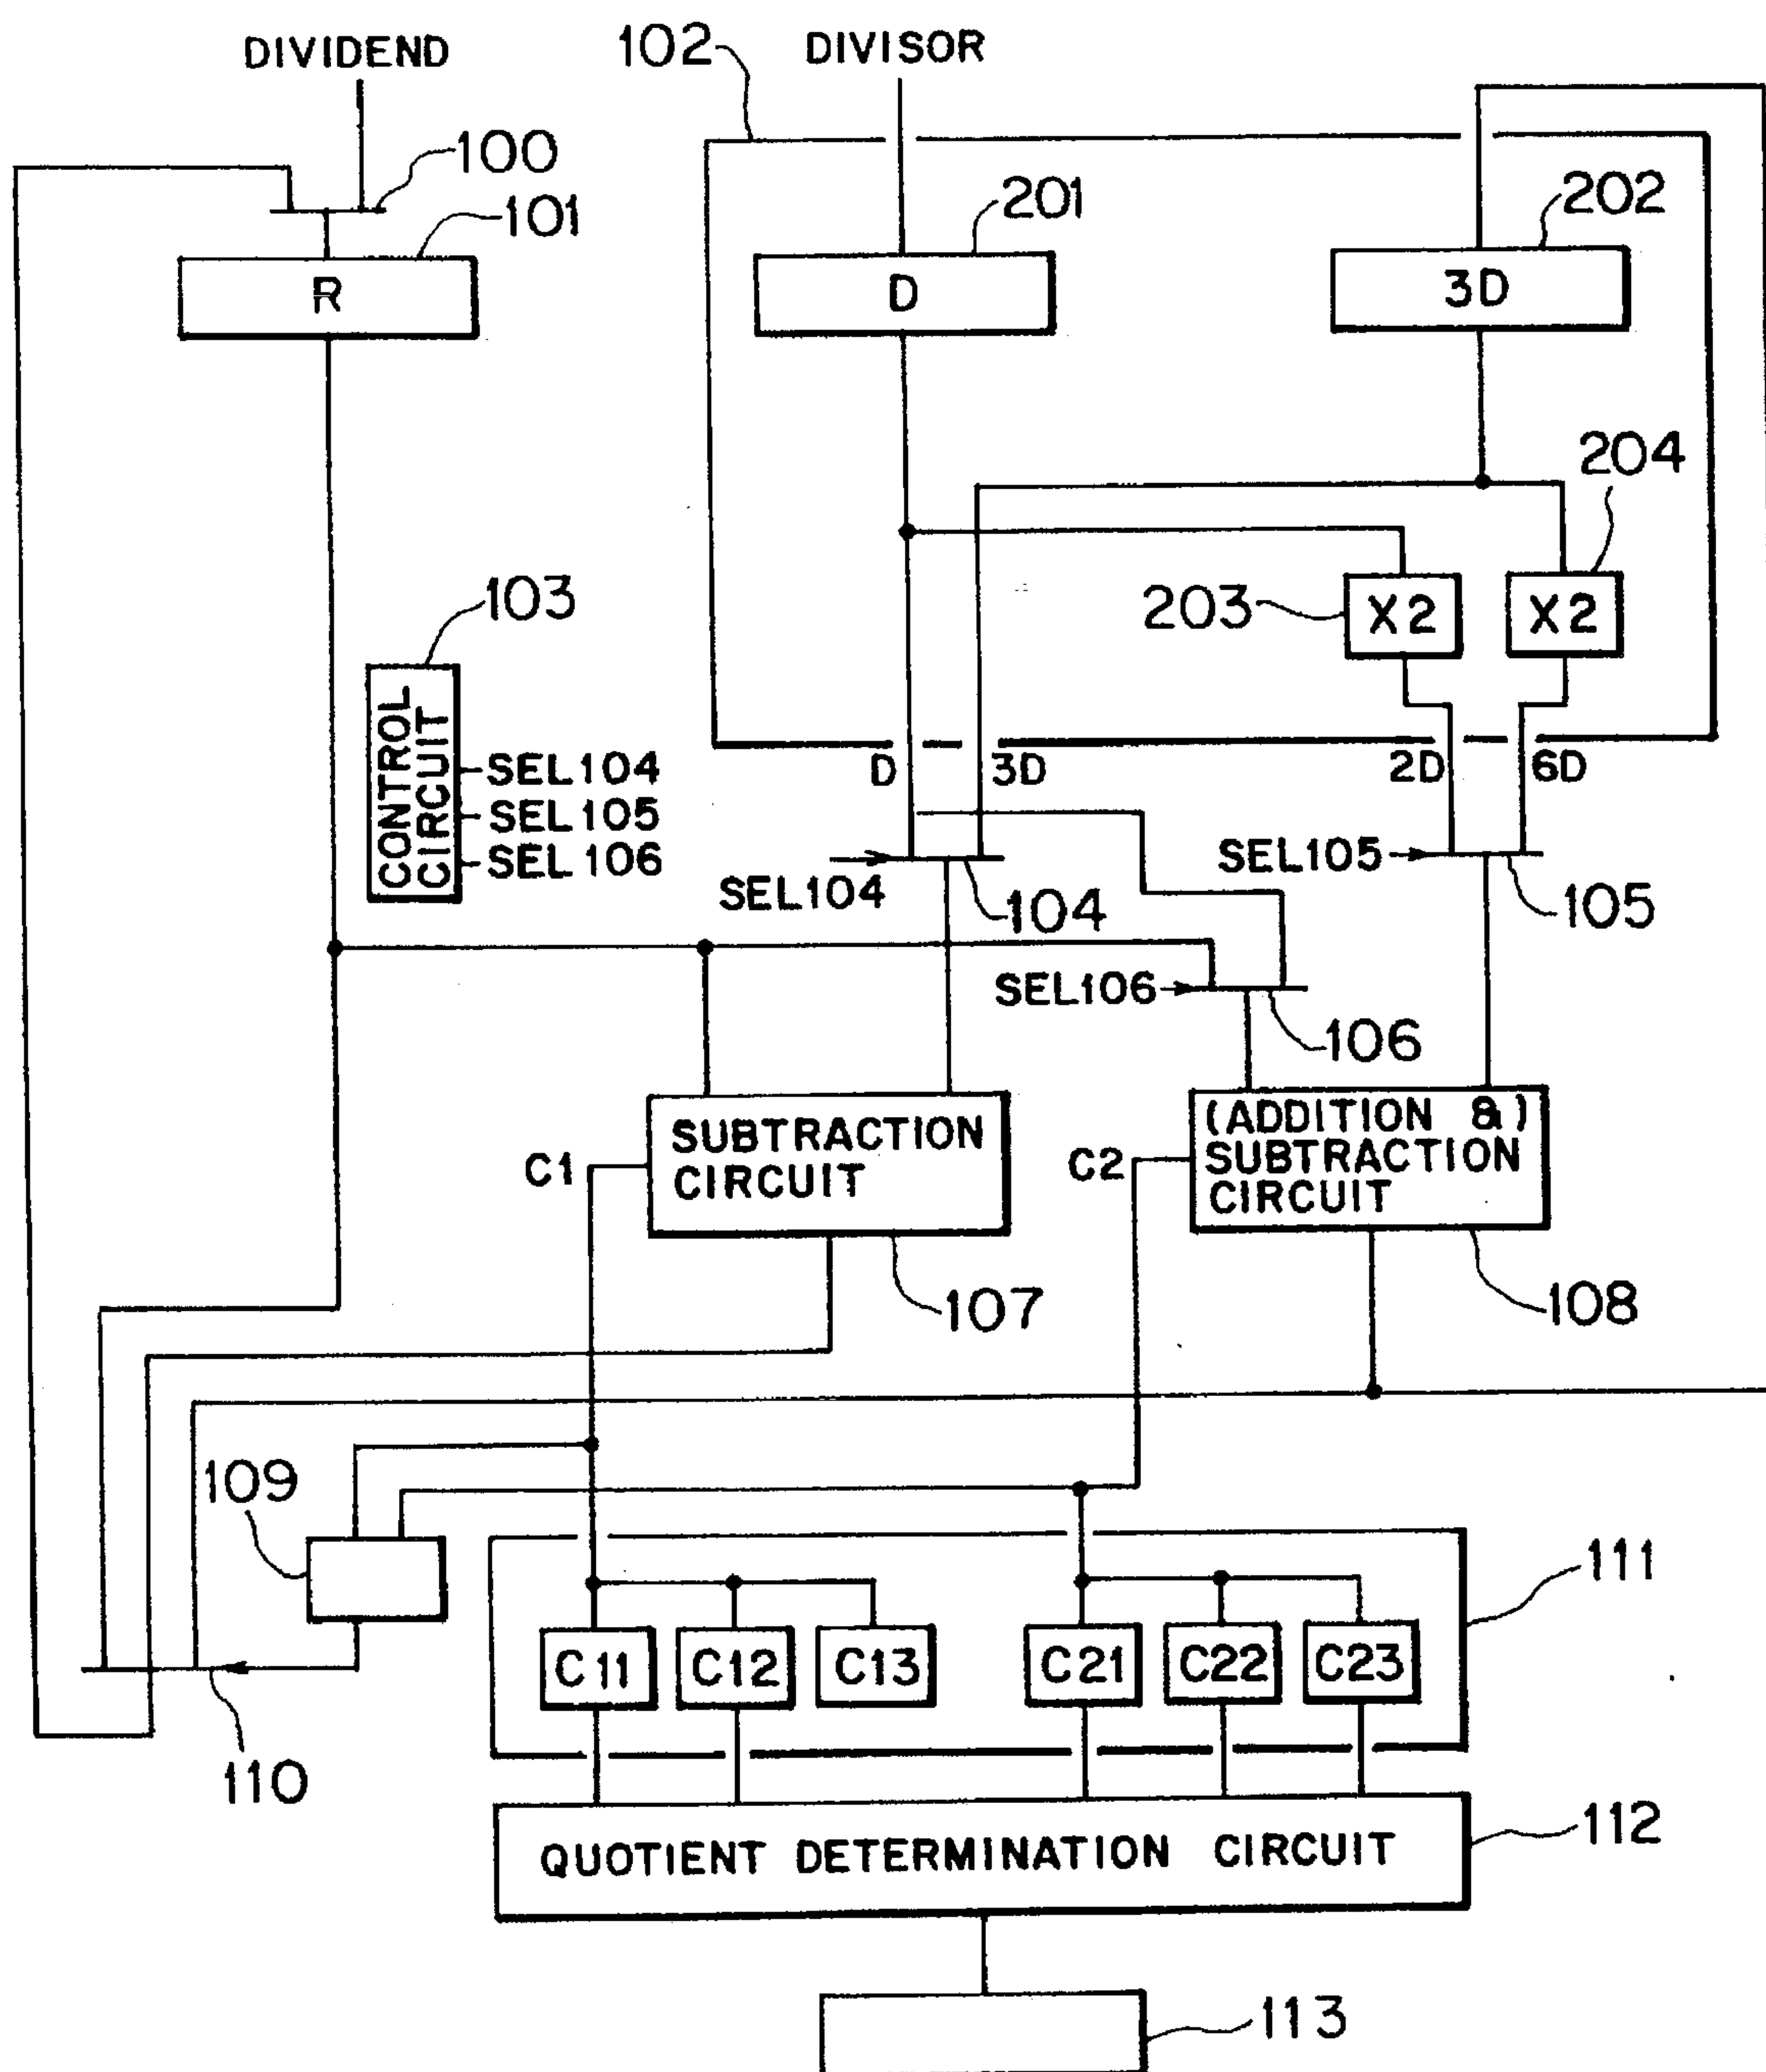 DIVIDEND
102
DIVISOR
100
101
R
201
D
202
3D
204
203
X2
X2
103
CONTROL
CIRCUIT
SEL104
SEL105
SEL106
D
3D
2D
6D
SEL104
104
SEL105
105
SEL106
106
C1
SUBTRACTION
CIRCUIT
107
C2
(ADDITION &)
SUBTRACTION
CIRCUIT
108
109
110
C11
C12
C13
C21
C22
C23
111
QUOTIENT DETERMINATION CIRCUIT
112
113